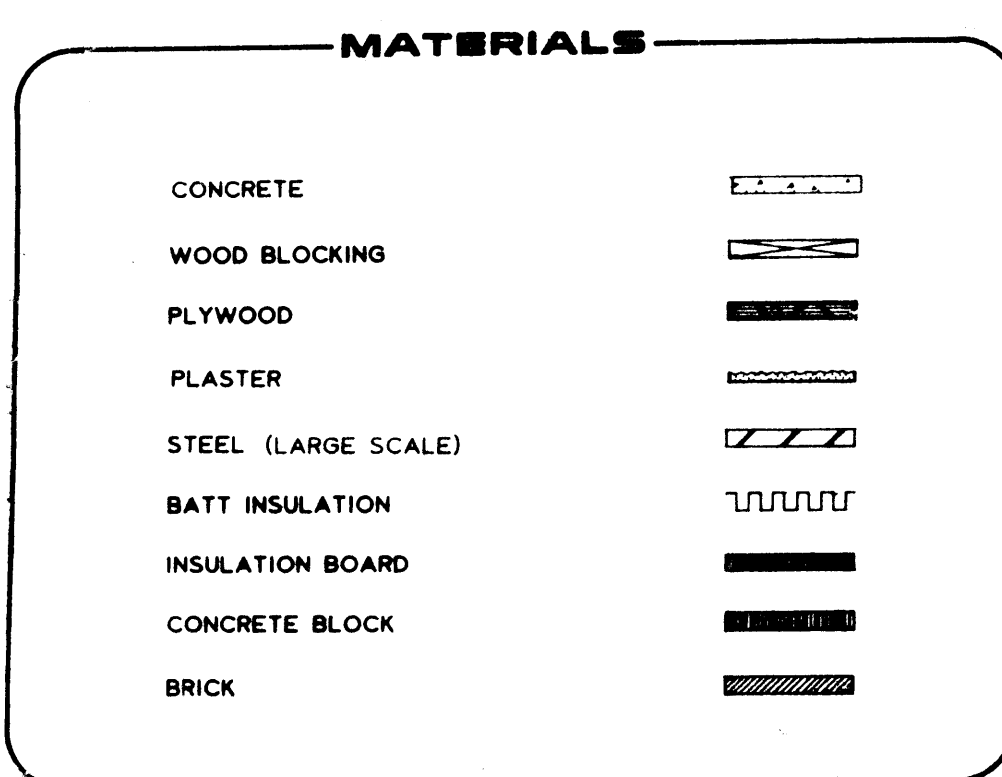 MATERIALS
CONCRETE
WOOD BLOCKING
PLYWOOD
PLASTER
STEEL (LARGE SCALE)
BATT INSULATION
INSULATION BOARD
CONCRETE BLOCK
BRICK